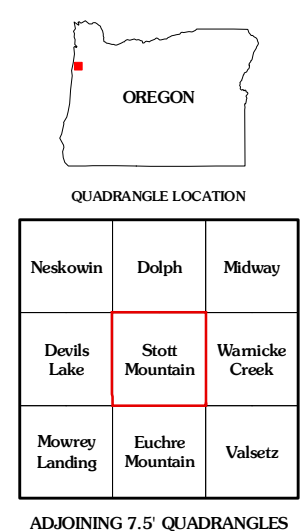 OREGON
QUADRANGLE LOCATION
Neskowin Dolph Midway
Devils Lake Stott Mountain Warnicke Creek
Mowrey Landing Euchre Mountain Valsetz
ADJOINING 7.5' QUADRANGLES